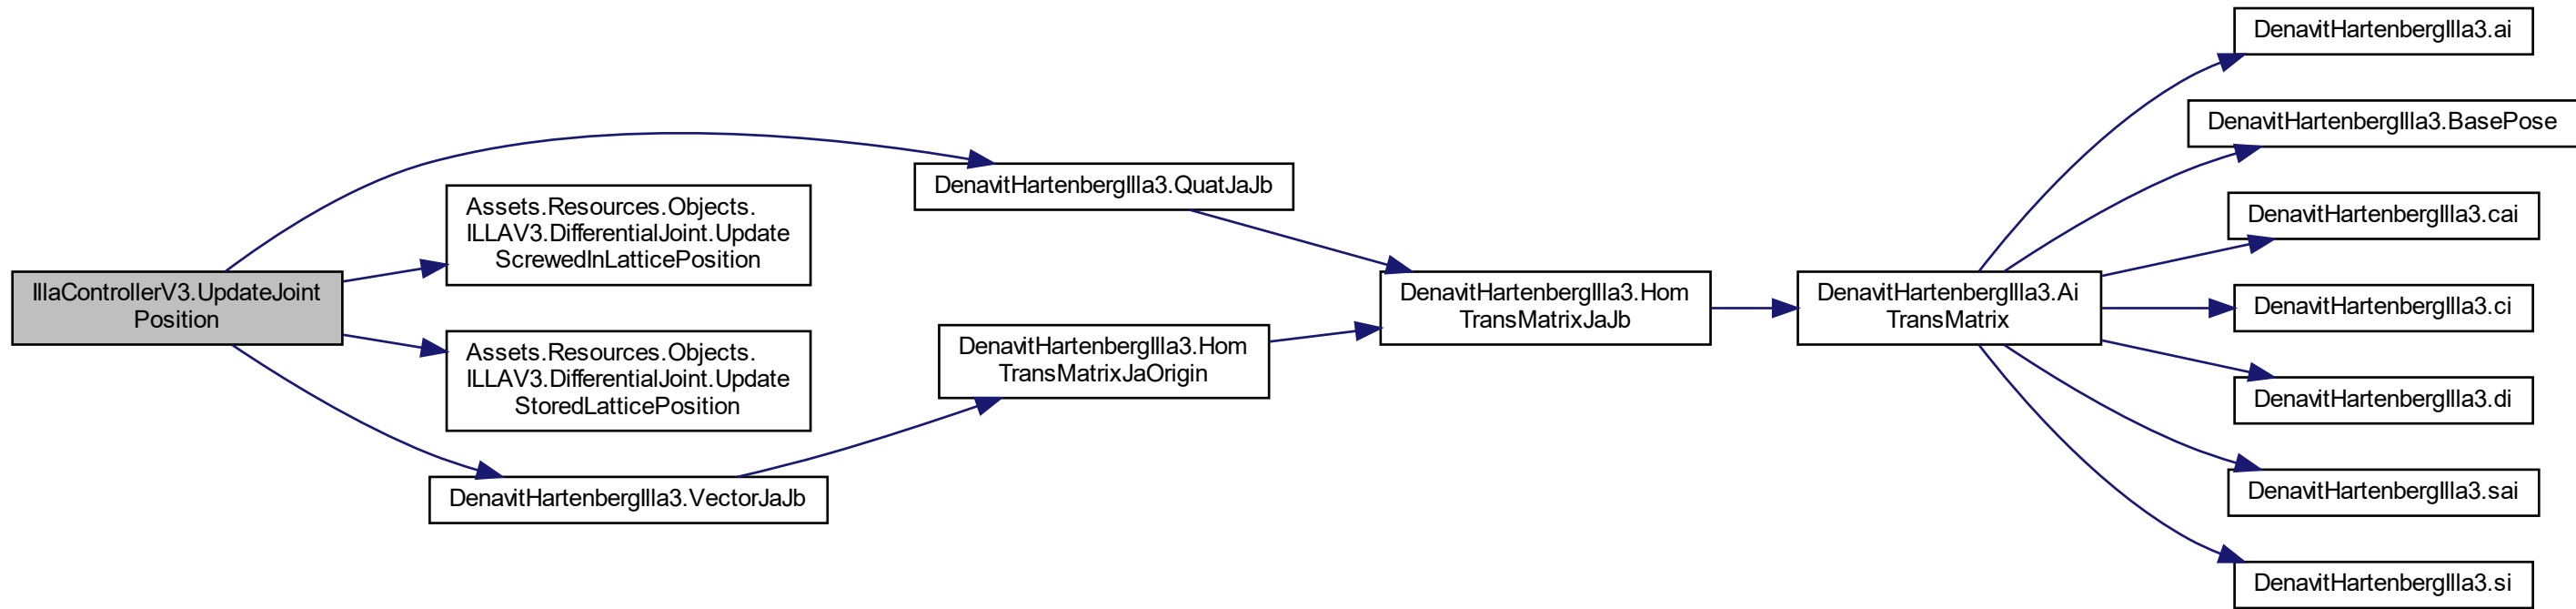 IllaControllerV3.UpdateJoint
Position
Assets.Resources.Objects.
ILLAV3.DifferentialJoint.Update
ScrewedInLatticePosition
Assets.Resources.Objects.
ILLAV3.DifferentialJoint.Update
StoredLatticePosition
DenavitHartenbergIlla3.VectorJaJb
DenavitHartenbergIlla3.QuatJaJb
DenavitHartenbergIlla3.Hom
TransMatrixJaOrigin
DenavitHartenbergIlla3.Hom
TransMatrixJaJb
DenavitHartenbergIlla3.Ai
TransMatrix
DenavitHartenbergIlla3.ai
DenavitHartenbergIlla3.BasePose
DenavitHartenbergIlla3.cai
DenavitHartenbergIlla3.ci
DenavitHartenbergIlla3.di
DenavitHartenbergIlla3.sai
DenavitHartenbergIlla3.si